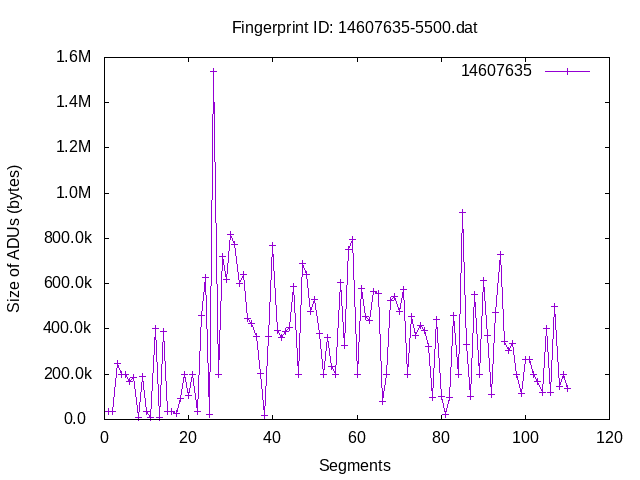 Fingerprint ID: 14607635-5500.dat
1.6M
14607635
1.4M
1.2M
1.0M
800.0k
600.0k
400.0k
200.0k
0.0
Size of ADUs (bytes)
0 20 40 60 80 100 120
Segments